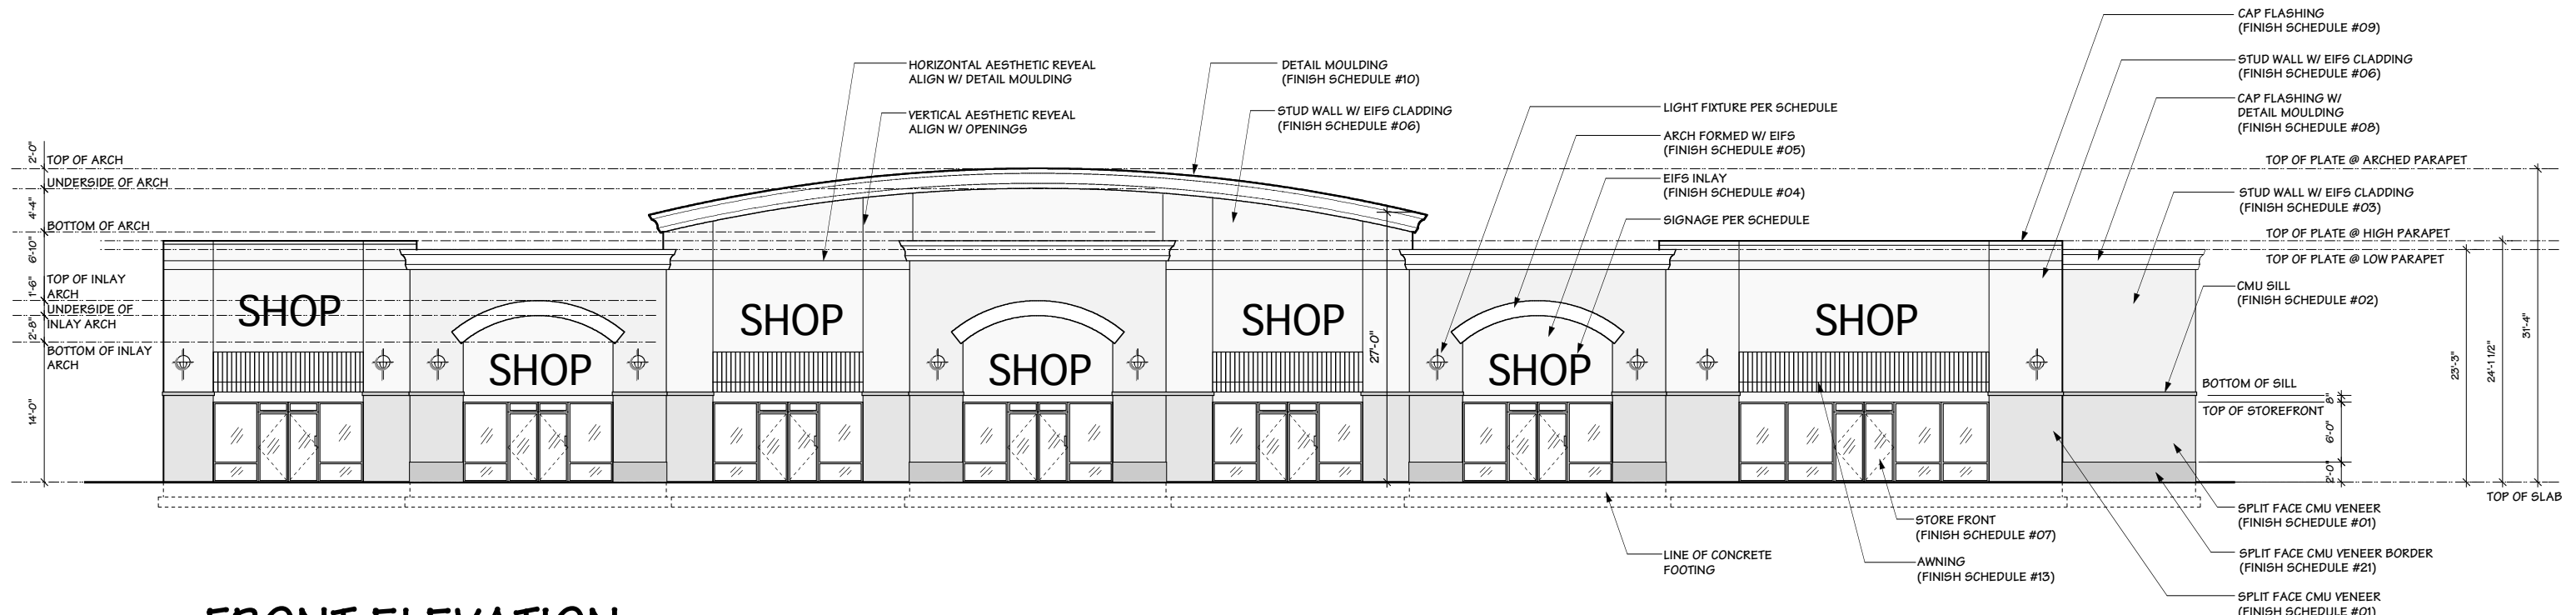 CAP FLASHING
(FINISH SCHEDULE #09)
HORIZONTAL AESTHETIC REVEAL
ALIGN W/ DETAIL MOULDING
DETAIL MOULDING
(FINISH SCHEDULE #10)
STUD WALL W/ EIFS CLADDING
(FINISH SCHEDULE #06)
VERTICAL AESTHETIC REVEAL
ALIGN W/ OPENINGS
STUD WALL W/ EIFS CLADDING
(FINISH SCHEDULE #06)
LIGHT FIXTURE PER SCHEDULE
CAP FLASHING W/
DETAIL MOULDING
(FINISH SCHEDULE #08)
ARCH FORMED W/ EIFS
(FINISH SCHEDULE #05)
2'-0"
TOP OF ARCH
TOP OF PLATE @ ARCHED PARAPET
UNDERSIDE OF ARCH
EIFS INLAY
(FINISH SCHEDULE #04)
STUD WALL W/ EIFS CLADDING
(FINISH SCHEDULE #03)
4'-4"
SIGNAGE PER SCHEDULE
BOTTOM OF ARCH
TOP OF PLATE @ HIGH PARAPET
6'-10"
TOP OF PLATE @ LOW PARAPET
TOP OF INLAY
ARCH
1'-6"
CMU SILL
(FINISH SCHEDULE #02)
UNDERSIDE OF
INLAY ARCH
2'-8"
SHOP
SHOP
SHOP
SHOP
31'-4"
BOTTOM OF INLAY
ARCH
27'-0"
23'-3"
24'-1 1/2"
SHOP
SHOP
SHOP
BOTTOM OF SILL
8"
TOP OF STOREFRONT
14'-0"
6'-0"
2'-0"
TOP OF SLAB
SPLIT FACE CMU VENEER
(FINISH SCHEDULE #01)
STORE FRONT
(FINISH SCHEDULE #07)
LINE OF CONCRETE
FOOTING
SPLIT FACE CMU VENEER BORDER
(FINISH SCHEDULE #21)
AWNING
(FINISH SCHEDULE #13)
SPLIT FACE CMU VENEER
(FINISH SCHEDULE #01)
FRONT ELEVATION